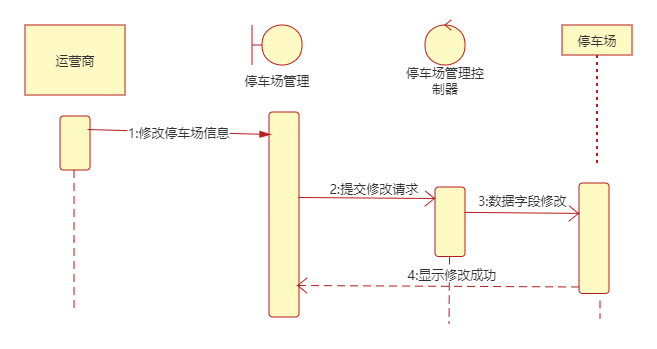 运营商
停车场管理
停车场管理控
制器
停车场
1:修改停车场信息
2:提交修改请求
3:数据字段修改
4:显示修改成功